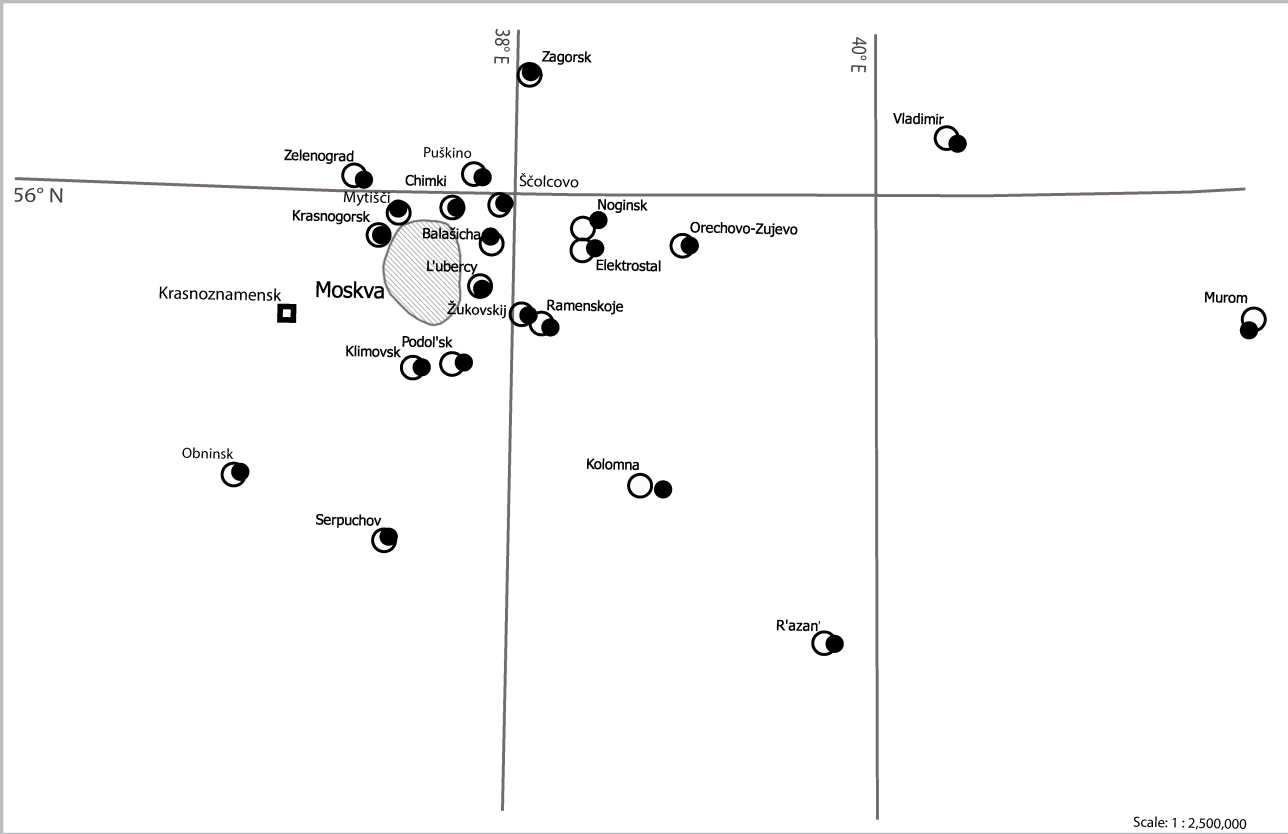 38° E
40° E
Zagorsk
Vladimir
Zelenograd
Puškino
Chimki
Ščolcovo
56° N
Mytišči
Krasnogorsk
Noginsk
Balašicha
Orechovo-Zujevo
L'ubercy
Elektrostal
Moskva
Krasnoznamensk
Žukovskij
Ramenskoje
Murom
Podol'sk
Klimovsk
Obninsk
Kolomna
Serpuchov
R'azan'
Scale: 1 : 2,500,000